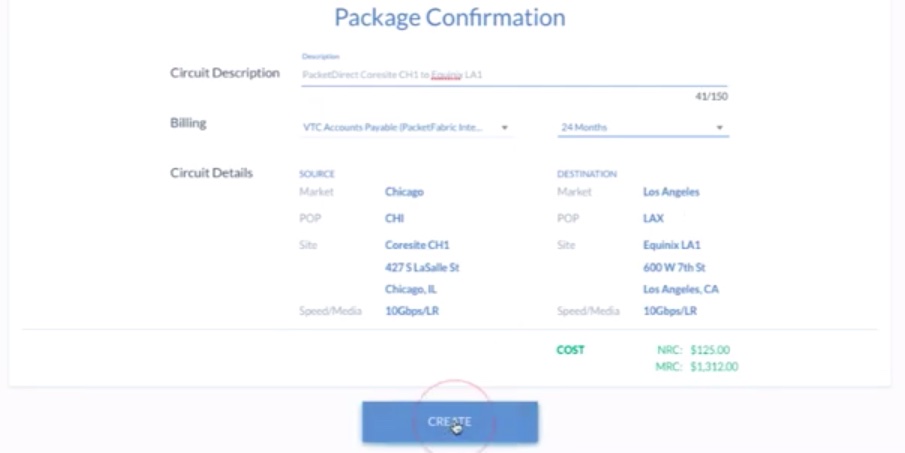 Package Confirmation
Description
Circuit Description PacketDirect Coresite CH1 to Equinix LA1
41/150
Billing VTC Accounts Payable (PacketFabric Inte... 24 Months
Circuit Details SOURCE DESTINATION
Market Chicago Market Los Angeles
POP CHI POP LAX
Site Coresite CH1 Site Equinix LA1
427 S LaSalle St 600 W 7th St
Chicago, IL Los Angeles, CA
Speed/Media 10Gbps/LR Speed/Media 10Gbps/LR
COST NRC: $125.00
MRC: $1,312.00
CREATE